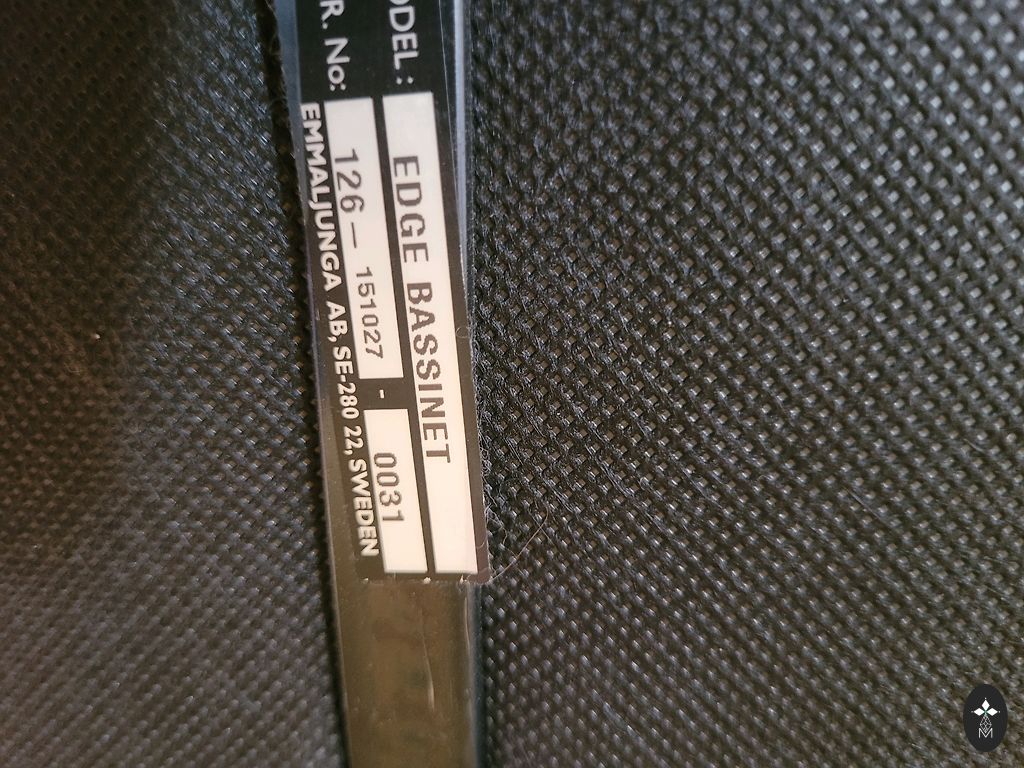 ODEL: EDGE BASSINET
R. No: 126- 151027 - 0031
EMMALJUNGA AB, SE-280 22, SWEDEN
M